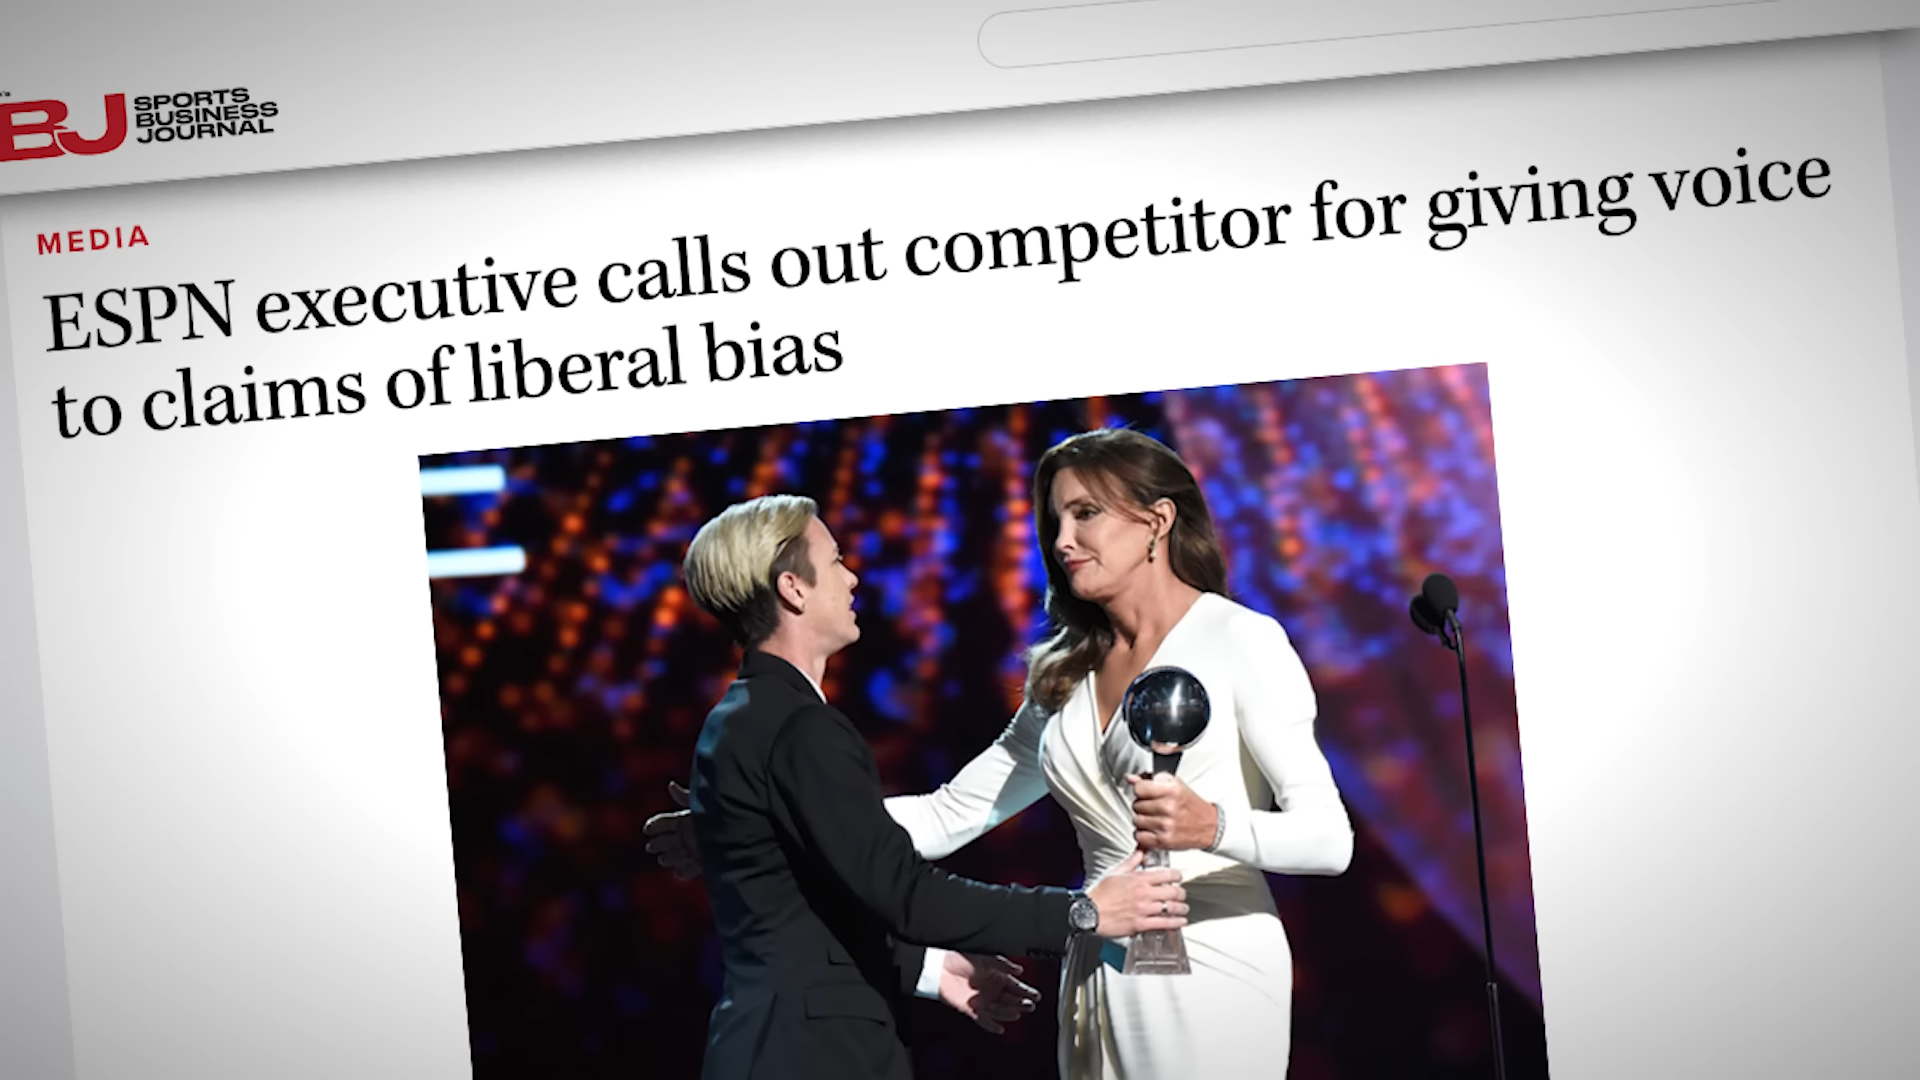 BJ
SPORTS
BUSINESS
JOURNAL
MEDIA
ESPN executive calls out competitor for giving voice
to claims of liberal bias